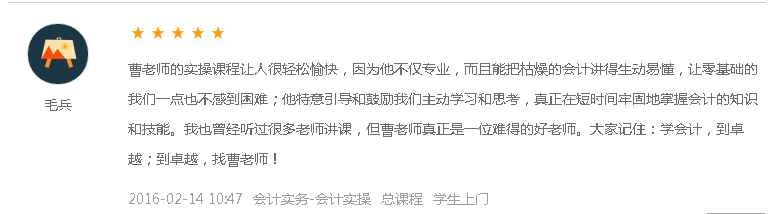 曹老师的实操课程让人很轻松愉快，因为他不仅专业，而且能把枯燥的会计讲得生动易懂，让零基础的
我们一点也不感到困难；他特意引导和鼓励我们主动学习和思考，真正在短时间牢固地掌握会计的知识
毛兵
和技能。我也曾经听过很多老师讲课，但曹老师真正是一位难得的好老师。大家记住：学会计，到卓
越；到卓越，找曹老师！
2016-02-14 10:47 会计实务-会计实操 总课程 学生上门